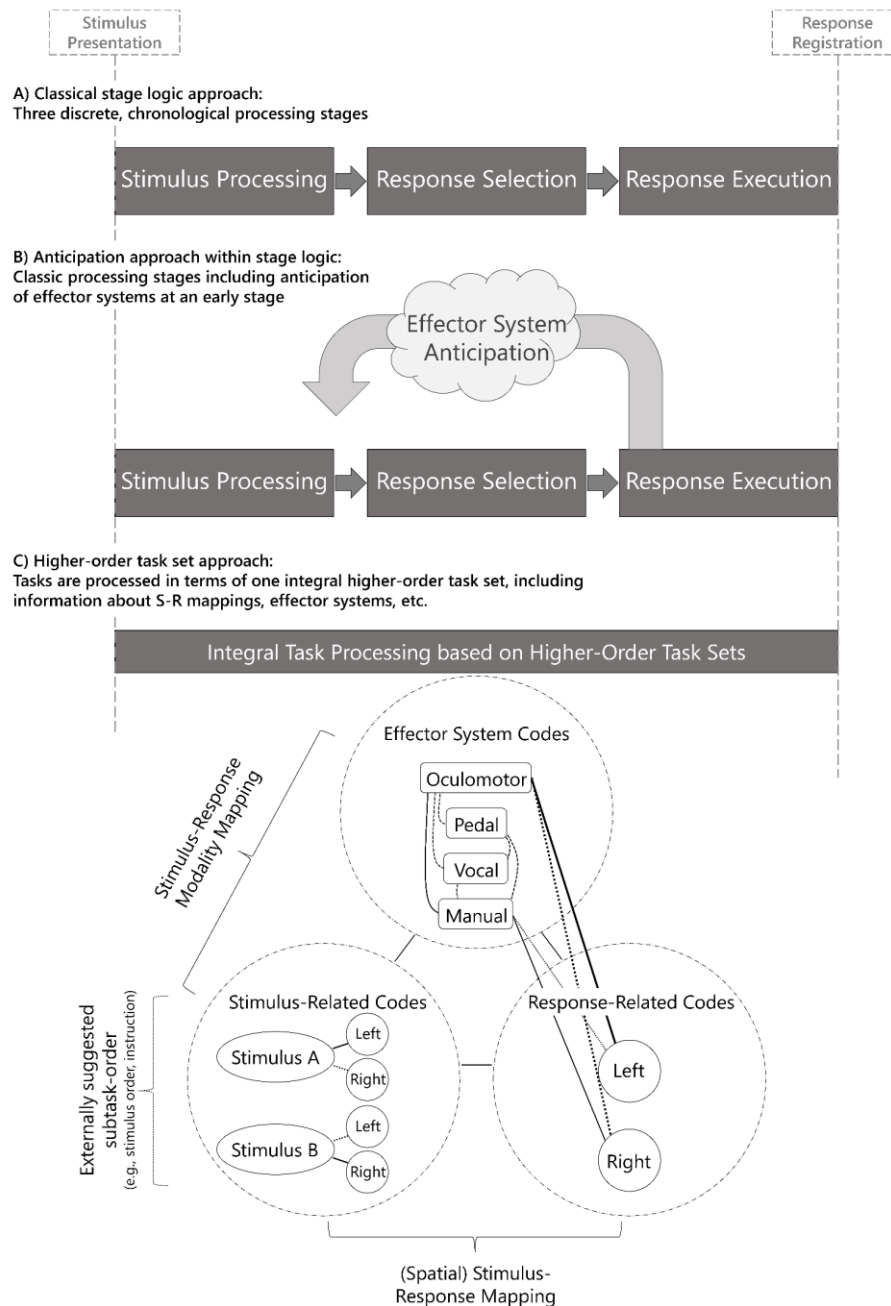 Stimulus
Presentation
Response
Registration
A) Classical stage logic approach:
Three discrete, chronological processing stages
Stimulus Processing
Response Selection
Response Execution
B) Anticipation approach within stage logic:
Classic processing stages including anticipation
of effector systems at an early stage
Effector System
Anticipation
Stimulus Processing
Response Selection
Response Execution
C) Higher-order task set approach:
Tasks are processed in terms of one integral higher-order task set, including
information about S-R mappings, effector systems, etc.
Integral Task Processing based on Higher-Order Task Sets
Effector System Codes
Oculomotor
Pedal
Vocal
Manual
Stimulus-Response
Modality Mapping
Stimulus-Related Codes
Stimulus A
Left
Right
Stimulus B
Left
Right
Response-Related Codes
Left
Right
Externally suggested
subtask-order
(e.g., stimulus order, instruction)
(Spatial) Stimulus-
Response Mapping